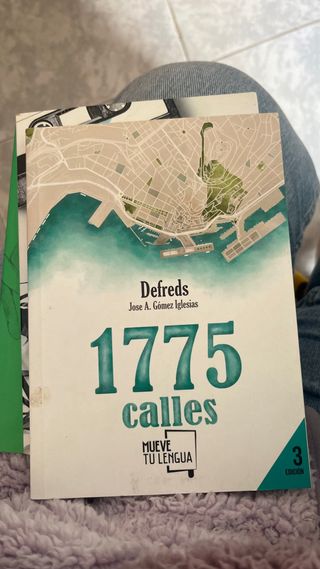 Defreds
Jose A. Gómez Iglesias
1775
calles
MUEVE
TU LENGUA
3
EDICIÓN